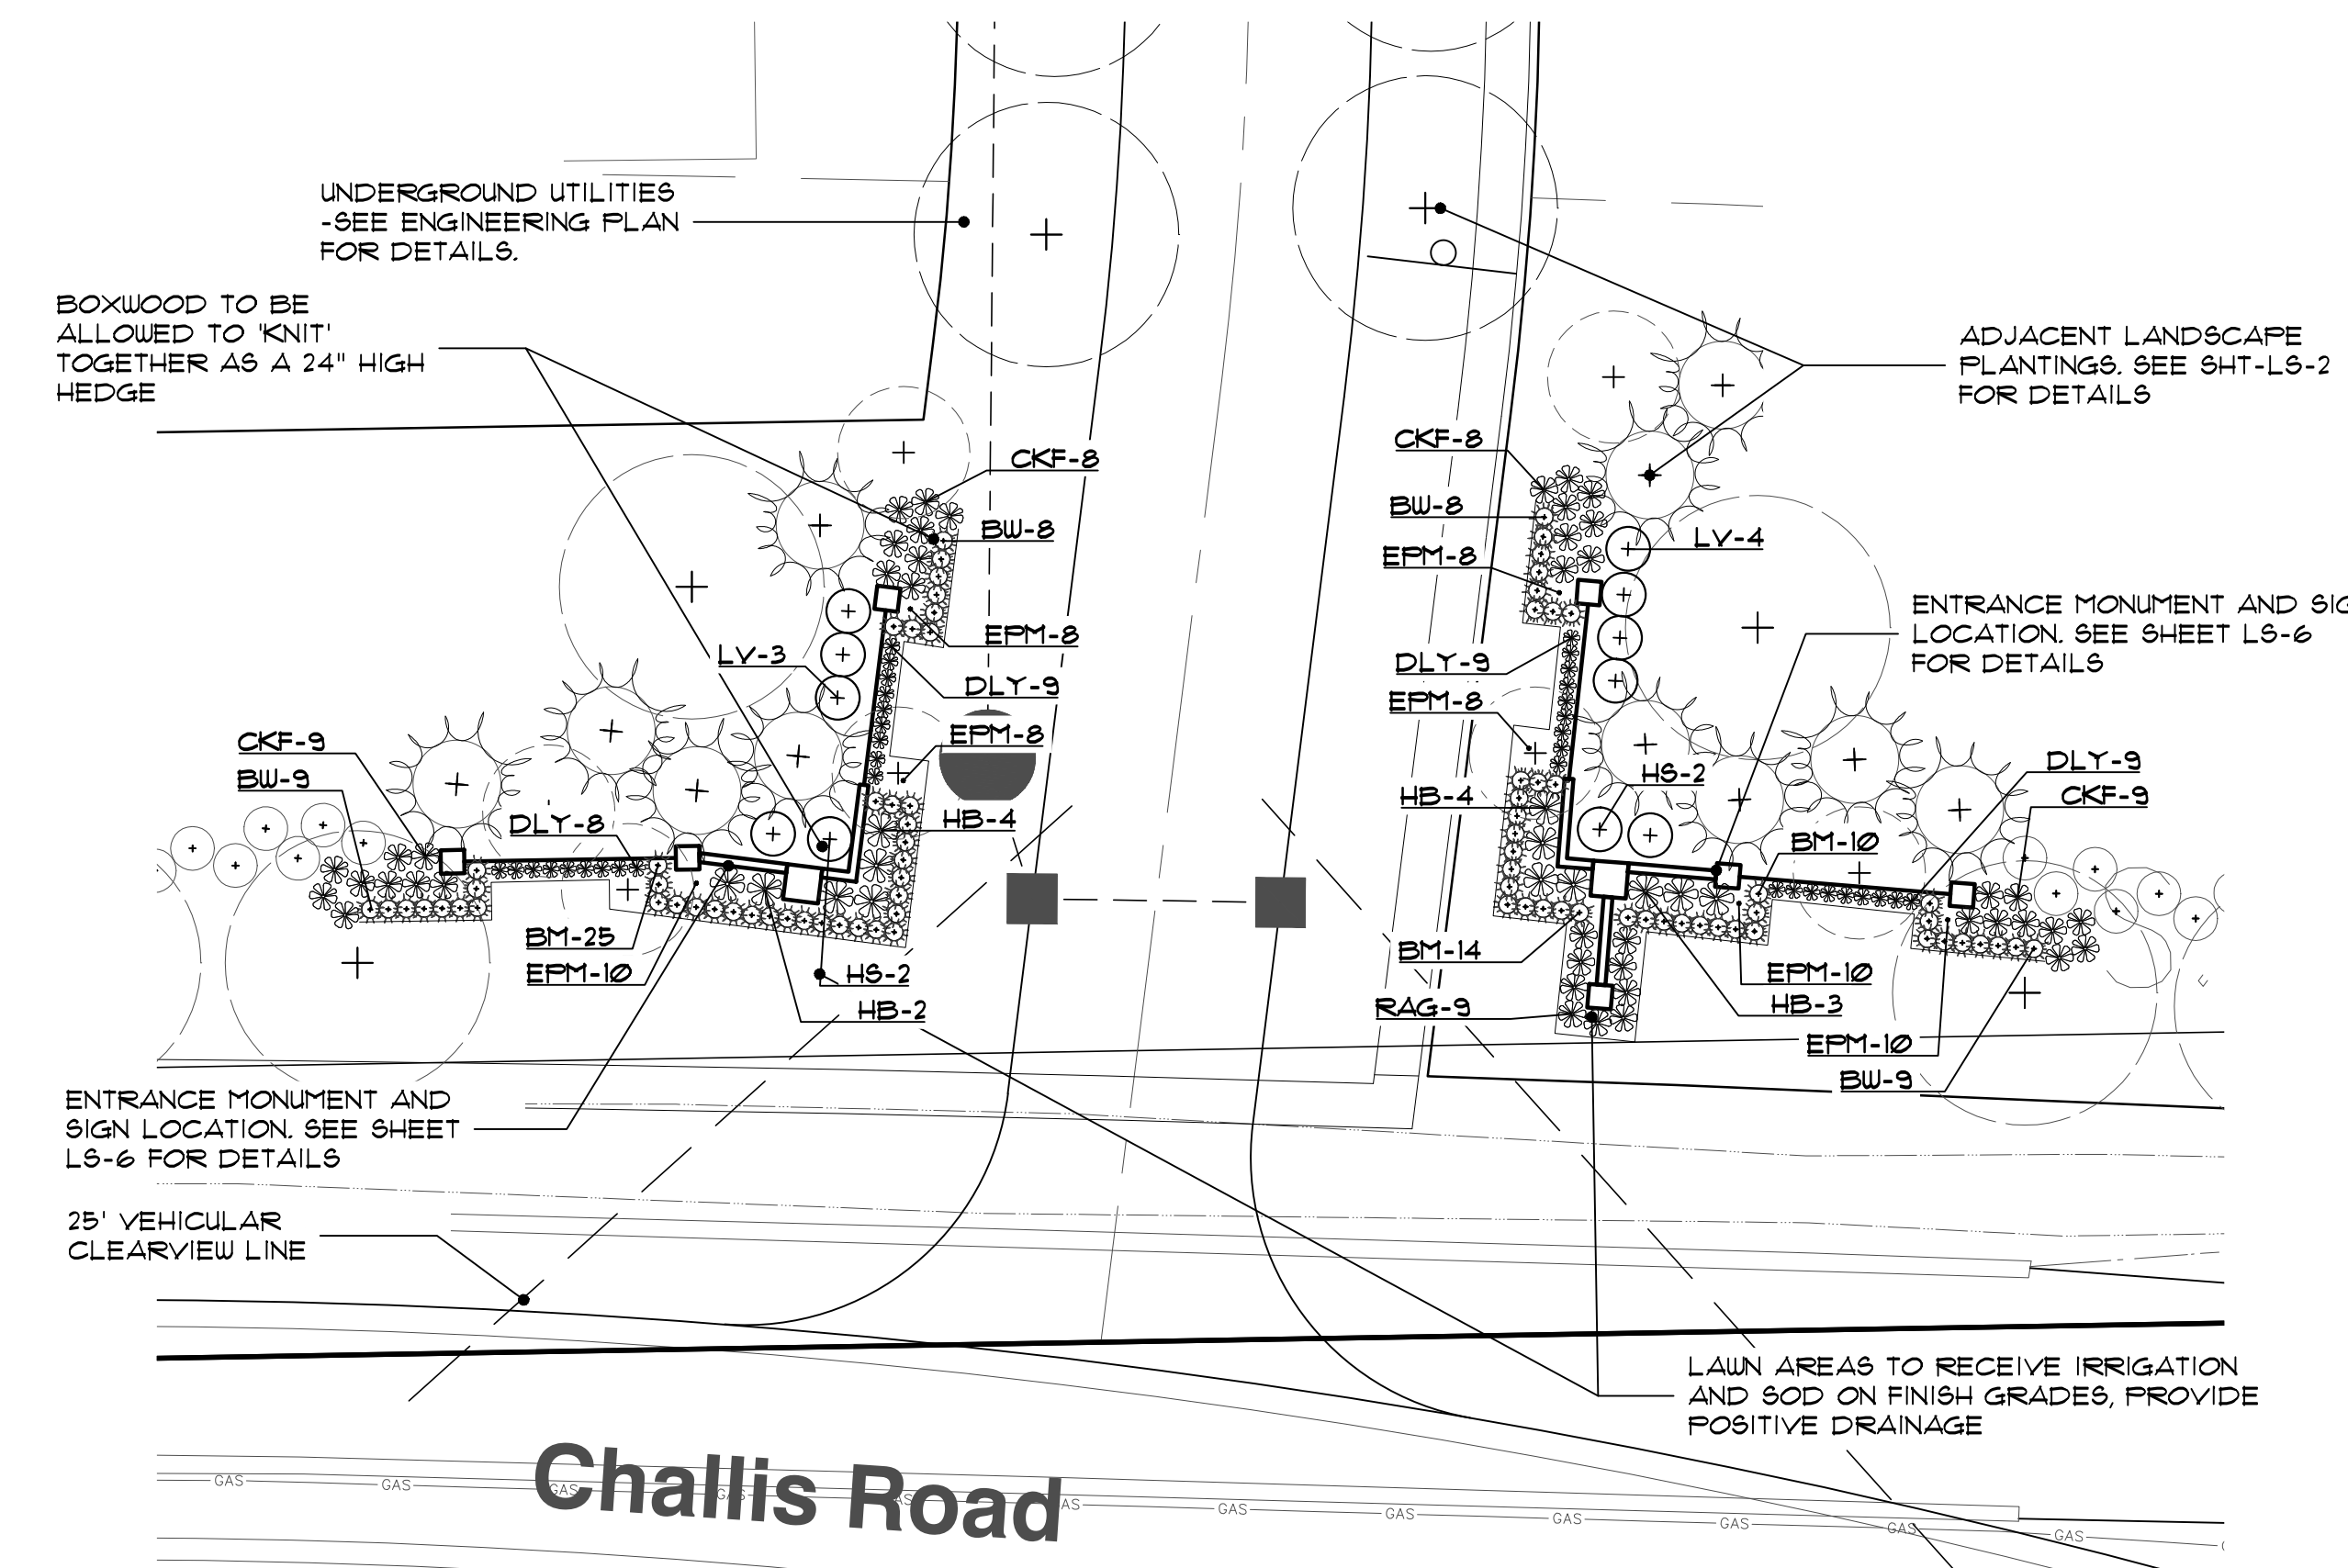 UNDERGROUND UTILITIES
-SEE ENGINEERING PLAN
FOR DETAILS.
BOXWOOD TO BE
ALLOWED TO 'KNIT'
TOGETHER AS A 24" HIGH
HEDGE
ADJACENT LANDSCAPE
PLANTINGS. SEE SHT-LS-2
FOR DETAILS
CKF-8
BW-8
EPM-8
LV-3
DLY-9
EPM-8
HB-4
CKF-9
BW-9
DLY-8
BM-25
EPM-10
HS-2
HB-2
CKF-8
BW-8
EPM-8
LV-4
DLY-9
EPM-8
HS-2
HB-4
ENTRANCE MONUMENT AND SIG
LOCATION. SEE SHEET LS-6
FOR DETAILS
DLY-9
CKF-9
BM-10
BM-14
EPM-10
RAG-9
HB-3
EPM-10
BW-9
ENTRANCE MONUMENT AND
SIGN LOCATION. SEE SHEET
LS-6 FOR DETAILS
25' VEHICULAR
CLEARVIEW LINE
LAWN AREAS TO RECEIVE IRRIGATION
AND SOD ON FINISH GRADES, PROVIDE
POSITIVE DRAINAGE
Challis Road
GAS GAS GAS GAS GAS GAS GAS GAS GAS GAS GAS GAS